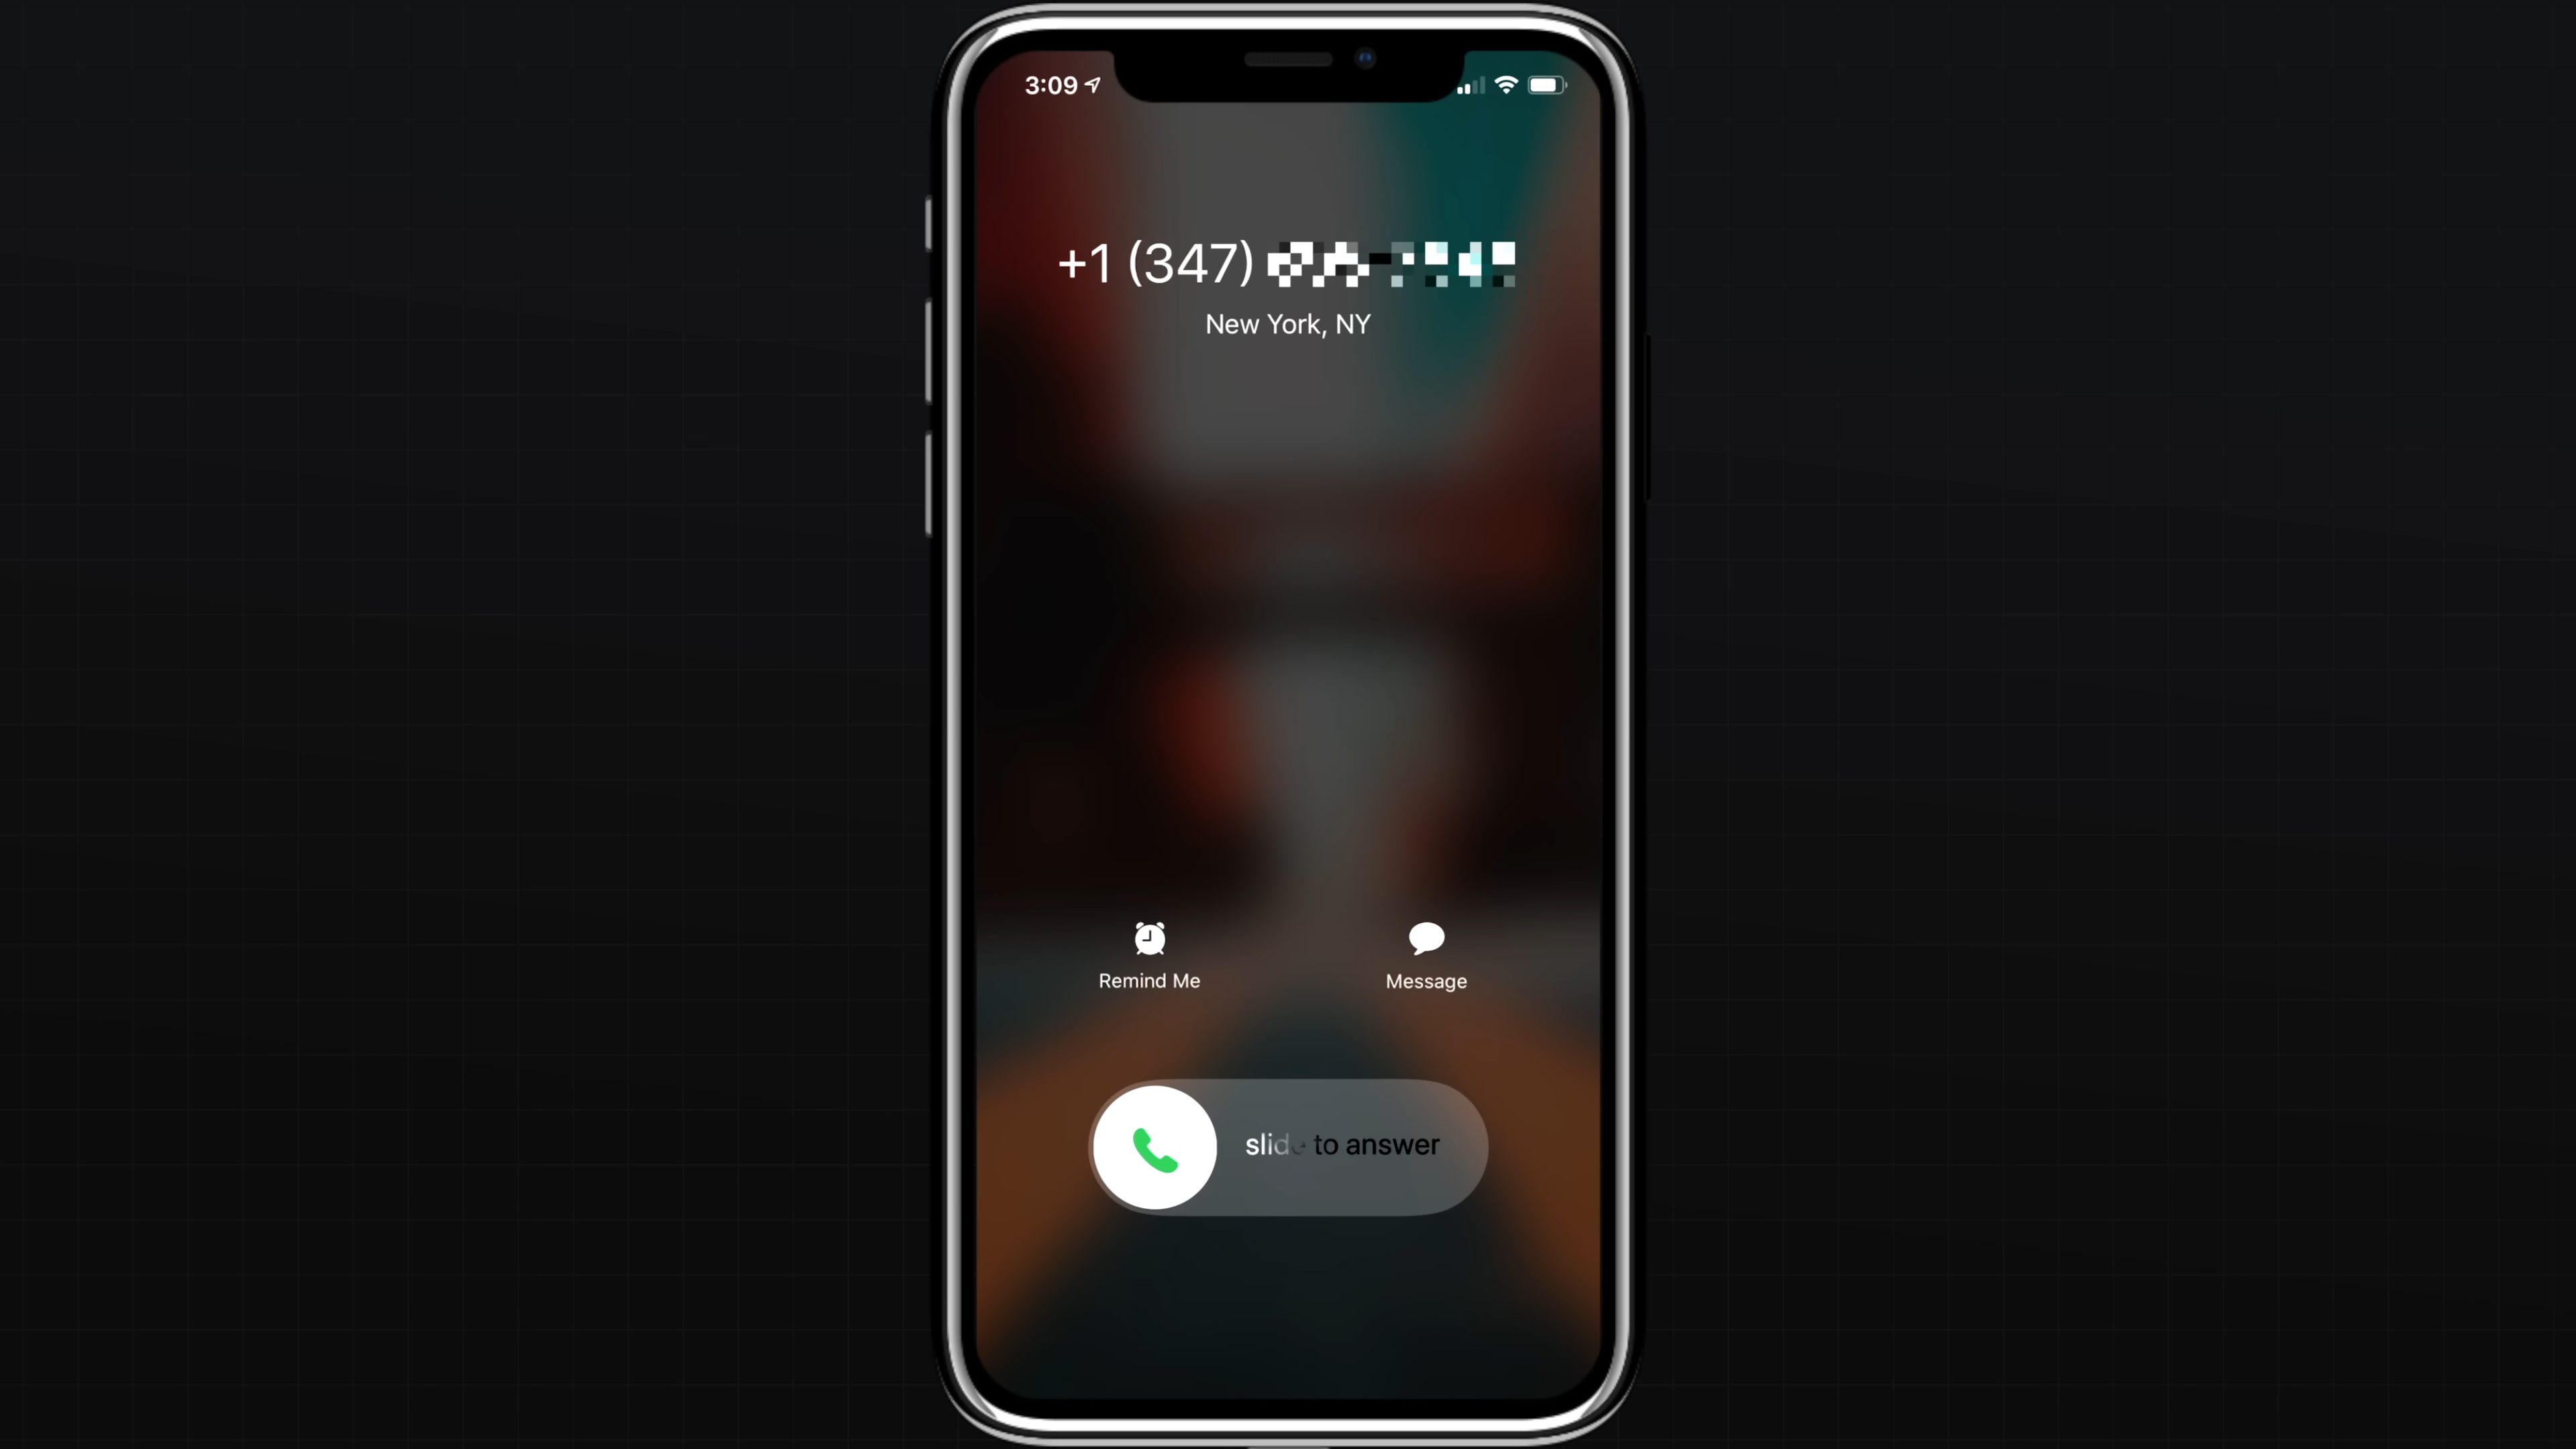 3:09
+1 (347)
New York, NY
Remind Me
Message
slide to answer